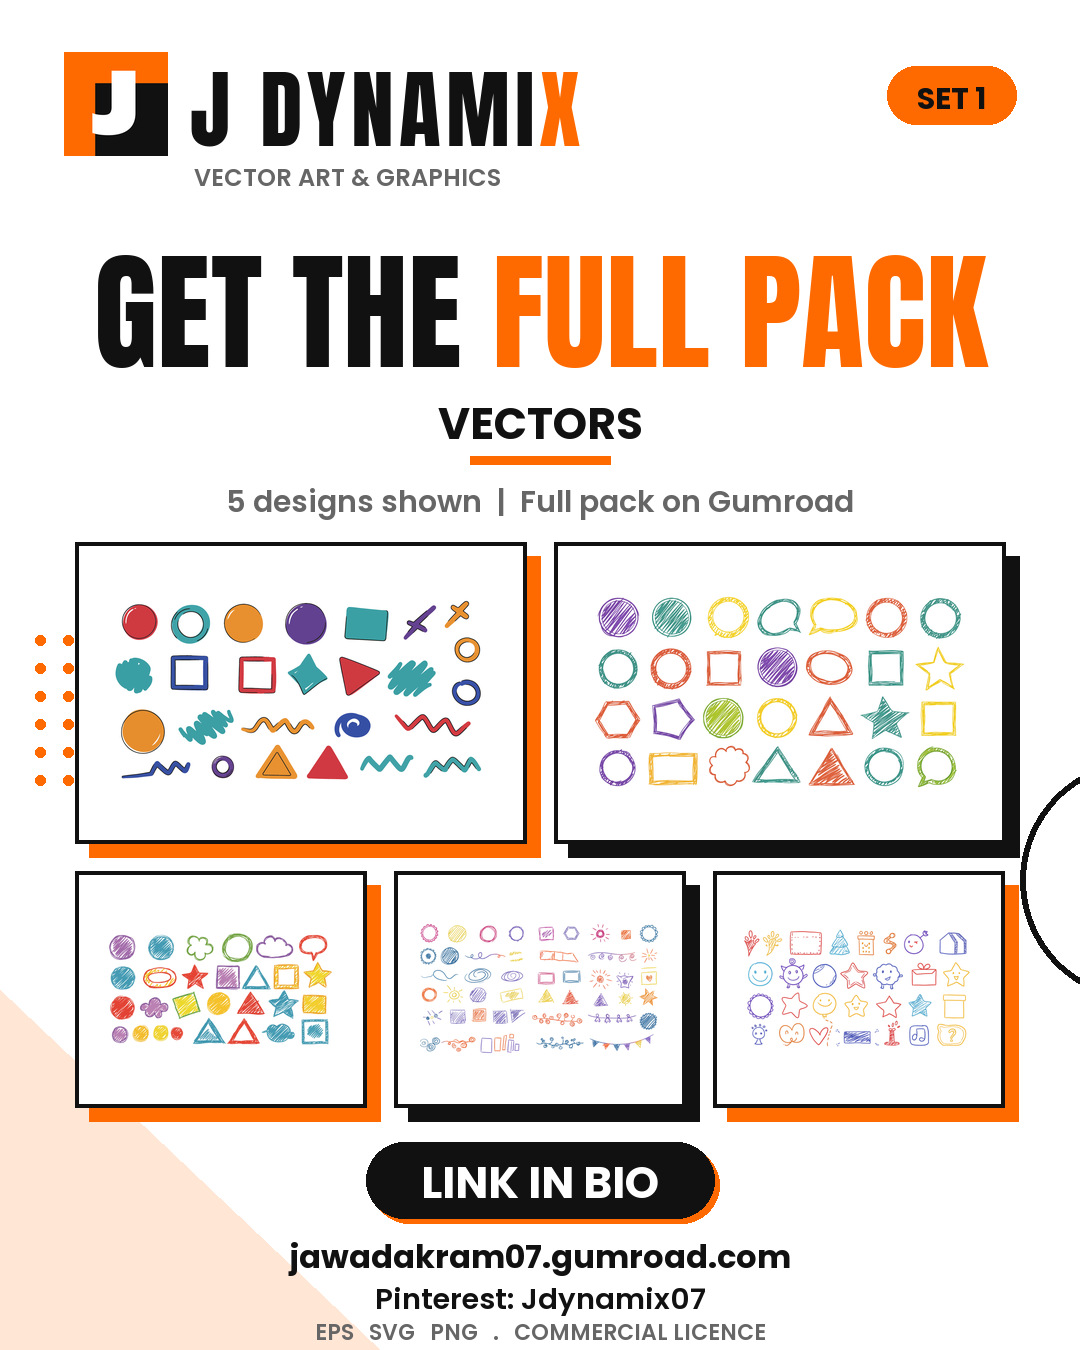 J DYNAMIX
VECTOR ART & GRAPHICS
SET 1
GET THE FULL PACK
VECTORS
5 designs shown | Full pack on Gumroad
LINK IN BIO
jawadakram07.gumroad.com
Pinterest: Jdynamix07
EPS SVG PNG . COMMERCIAL LICENCE